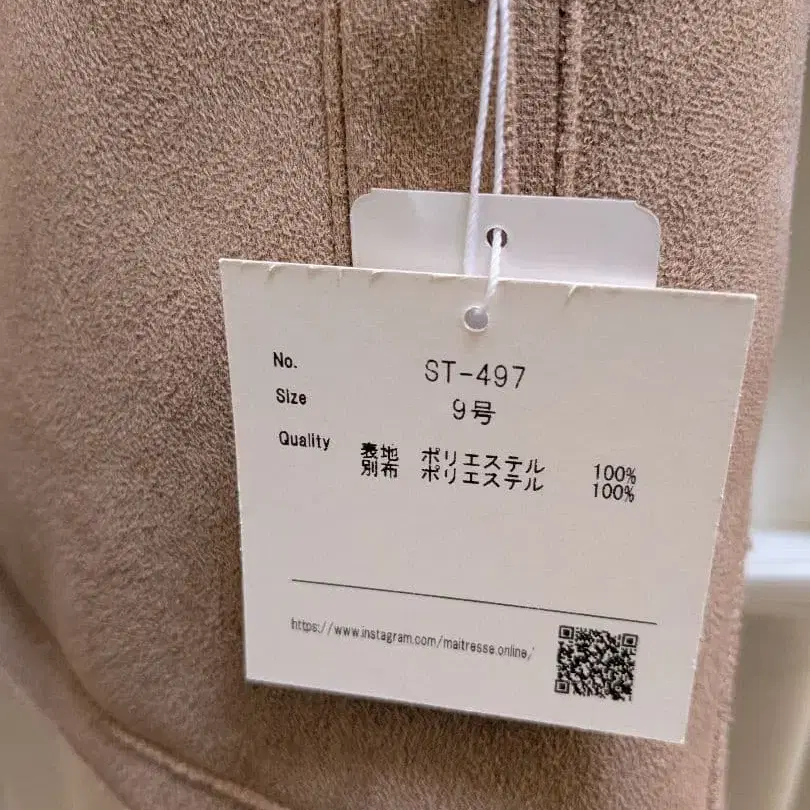 No. ST-497
Size 9号
Quality 表地 ポリエステル 100%
別布 ポリエステル 100%
https://www.instagram.com/maitresse.online/